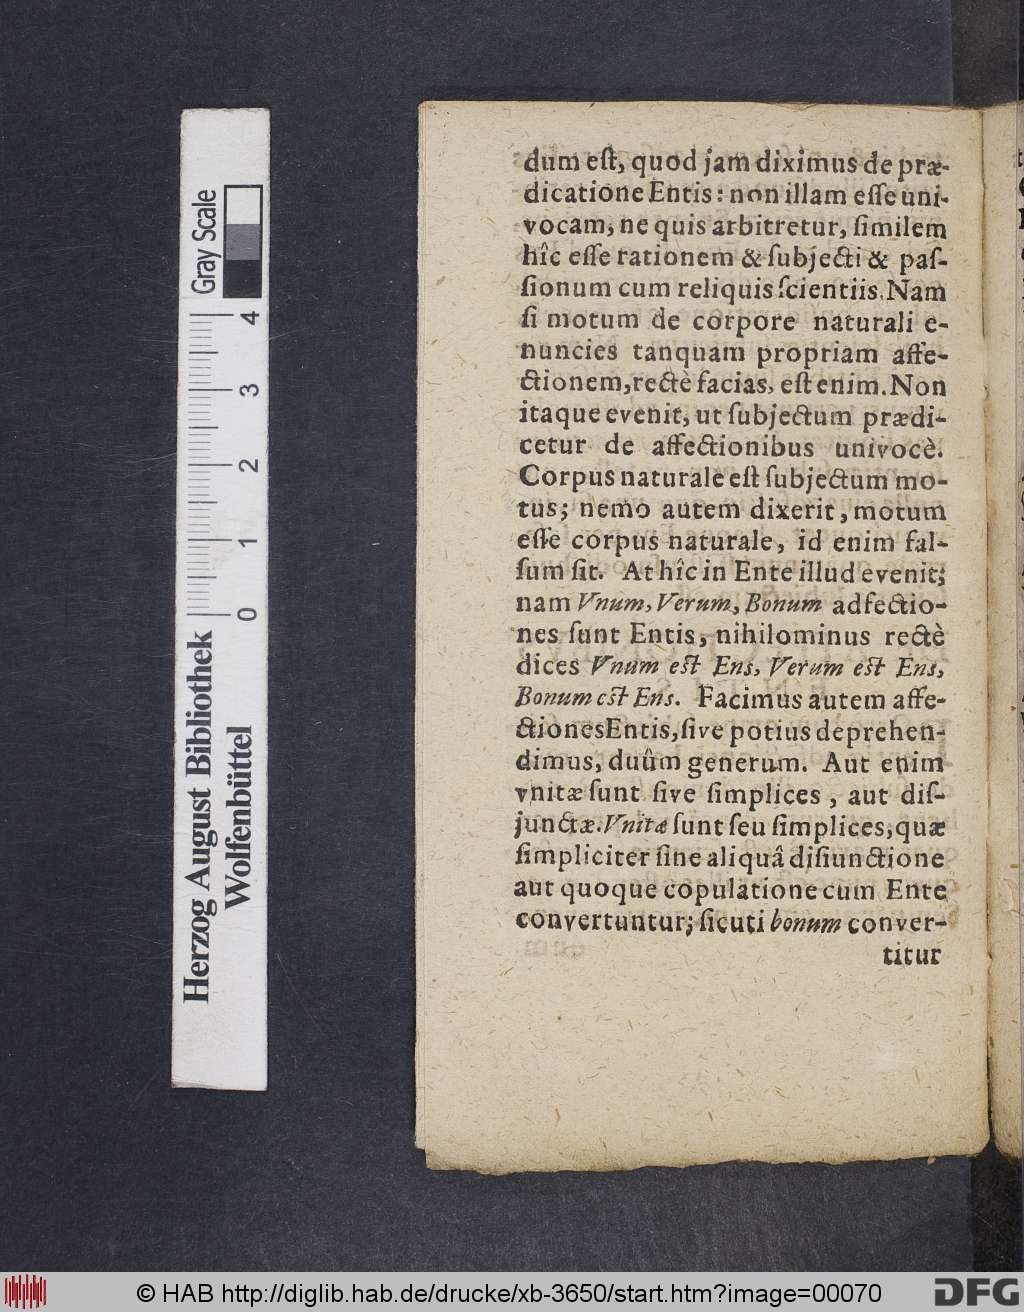 dum eſt, quod jam diximus de præ-
dicatione Entis: non illam eſſe uni-
vocam, ne quis arbitretur, ſimilem
hîc eſſe rationem & ſubjecti & paſ-
ſionum cum reliquis ſcientiis. Nam
ſi motum de corpore naturali e-
nuncies tanquam propriam affe-
ctionem, rectè facias, eſt enim. Non
itaque evenit, ut ſubjectum prædi-
cetur de affectionibus univocè.
Corpus naturale eſt ſubjectum mo-
tus; nemo autem dixerit, motum
eſſe corpus naturale, id enim fal-
ſum ſit. At hîc in Ente illud evenit;
nam Vnum, Verum, Bonum adfectio-
nes ſunt Entis, nihilominus rectè
dices Vnum eſt Ens, Verum eſt Ens,
Bonum eſt Ens. Facimus autem affe-
ctiones Entis, ſive potius deprehen-
dimus, duûm generum. Aut enim
vnitæ ſunt ſive ſimplices, aut diſ-
junctæ. Vnitæ ſunt ſeu ſimplices, quæ
ſimpliciter ſine aliquâ diſiunctione
aut quoque copulatione cum Ente
convertuntur; ſicuti bonum conver-
titur
Gray Scale
4
3
2
1
0
Herzog August Bibliothek
Wolfenbüttel
© HAB http://diglib.hab.de/drucke/xb-3650/start.htm?image=00070
DFG